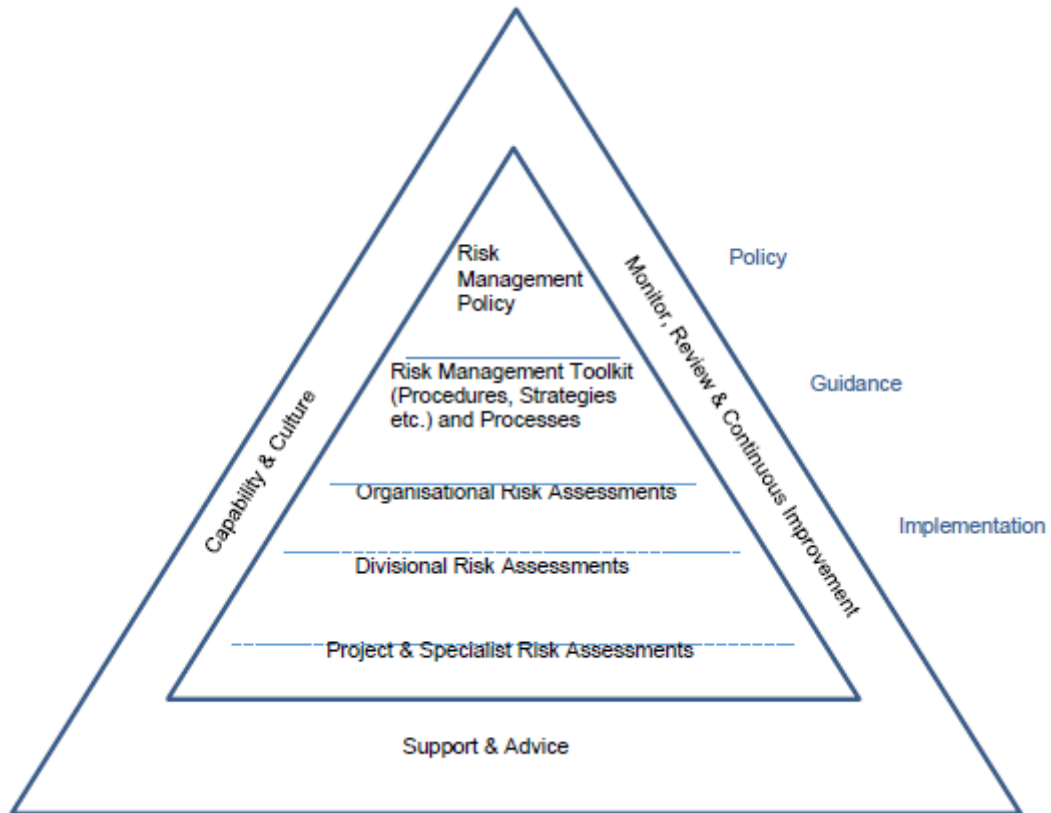 Risk
Management
Policy
Policy
Risk Management Toolkit
(Procedures, Strategies
etc.) and Processes
Guidance
Capability & Culture
Monitor, Review & Continuous Improvement
Organisational Risk Assessments
Implementation
Divisional Risk Assessments
Project & Specialist Risk Assessments
Support & Advice